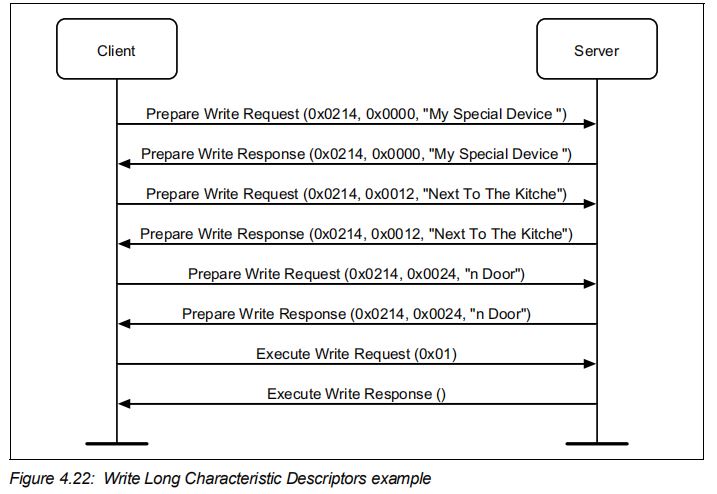 Client
Server
Prepare Write Request (0x0214, 0x0000, "My Special Device ")
Prepare Write Response (0x0214, 0x0000, "My Special Device ")
Prepare Write Request (0x0214, 0x0012, "Next To The Kitche")
Prepare Write Response (0x0214, 0x0012, "Next To The Kitche")
Prepare Write Request (0x0214, 0x0024, "n Door")
Prepare Write Response (0x0214, 0x0024, "n Door")
Execute Write Request (0x01)
Execute Write Response ()
Figure 4.22: Write Long Characteristic Descriptors example